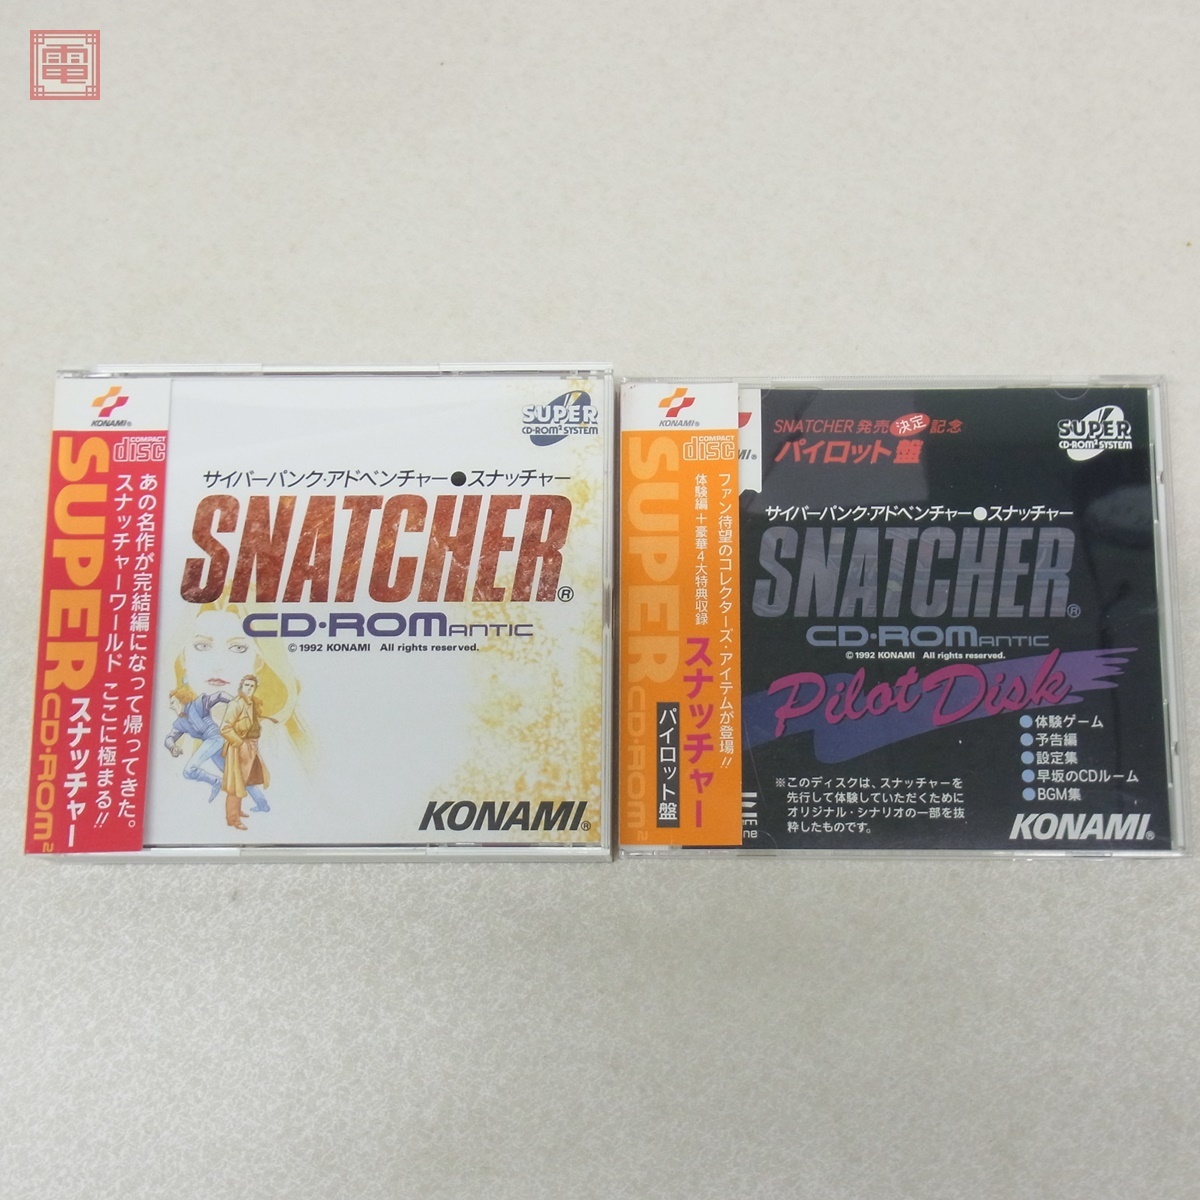 電
KONAMI®
COMPACT
disc
SUPER CD-ROM²
あの名作が完結編になって帰ってきた。
スナッチャーワールド ここに極まる!!
スナッチャー
SUPER
CD-ROM² SYSTEM
サイバーパンク・アドベンチャー●スナッチャー
SNATCHER®
CD・ROMANTIC
©1992 KONAMI All rights reserved.
KONAMI®
KONAMI®
COMPACT
disc
SUPER CD·ROM²
ファン待望のコレクターズ・アイテムが登場!!
体験編+豪華4大特典収録
スナッチャー
パイロット盤
SNATCHER発売決定記念
パイロット盤
SUPER
CD-ROM² SYSTEM
サイバーパンク・アドベンチャー●スナッチャー
SNATCHER®
CD・ROMANTIC
©1992 KONAMI All rights reserved.
Pilot Disk
●体験ゲーム
●予告編
●設定集
●早坂のCDルーム
●BGM集
※このディスクは、スナッチャーを
先行して体験していただくために
オリジナル・シナリオの一部を抜
粋したものです。
KONAMI®